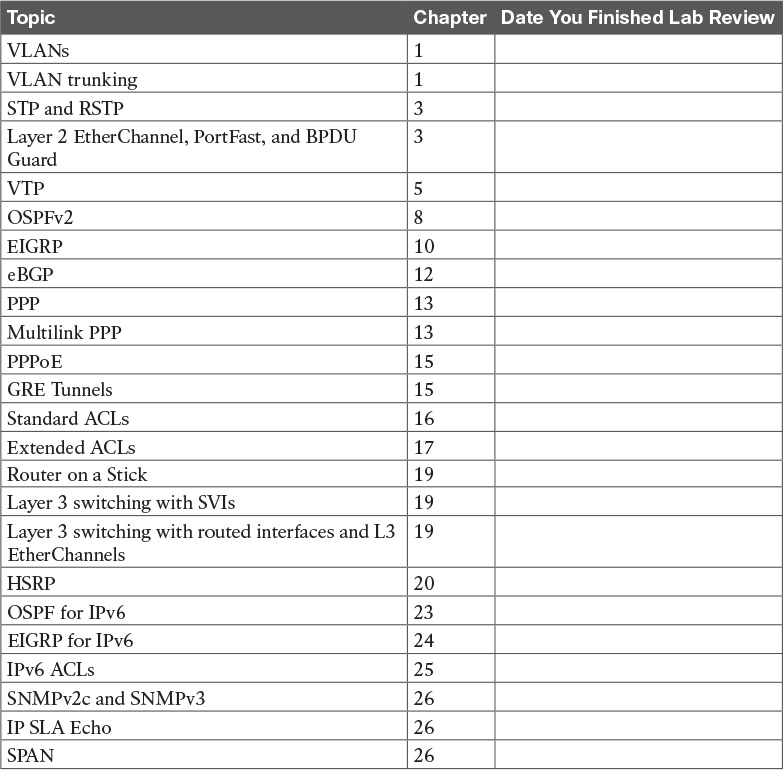 Topic Chapter Date You Finished Lab Review
VLANs 1
VLAN trunking 1
STP and RSTP 3
Layer 2 EtherChannel, PortFast, and BPDU 3
Guard
VTP 5
OSPFv2 8
EIGRP 10
eBGP 12
PPP 13
Multilink PPP 13
PPPoE 15
GRE Tunnels 15
Standard ACLs 16
Extended ACLs 17
Router on a Stick 19
Layer 3 switching with SVIs 19
Layer 3 switching with routed interfaces and L3 19
EtherChannels
HSRP 20
OSPF for IPv6 23
EIGRP for IPv6 24
IPv6 ACLs 25
SNMPv2c and SNMPv3 26
IP SLA Echo 26
SPAN 26